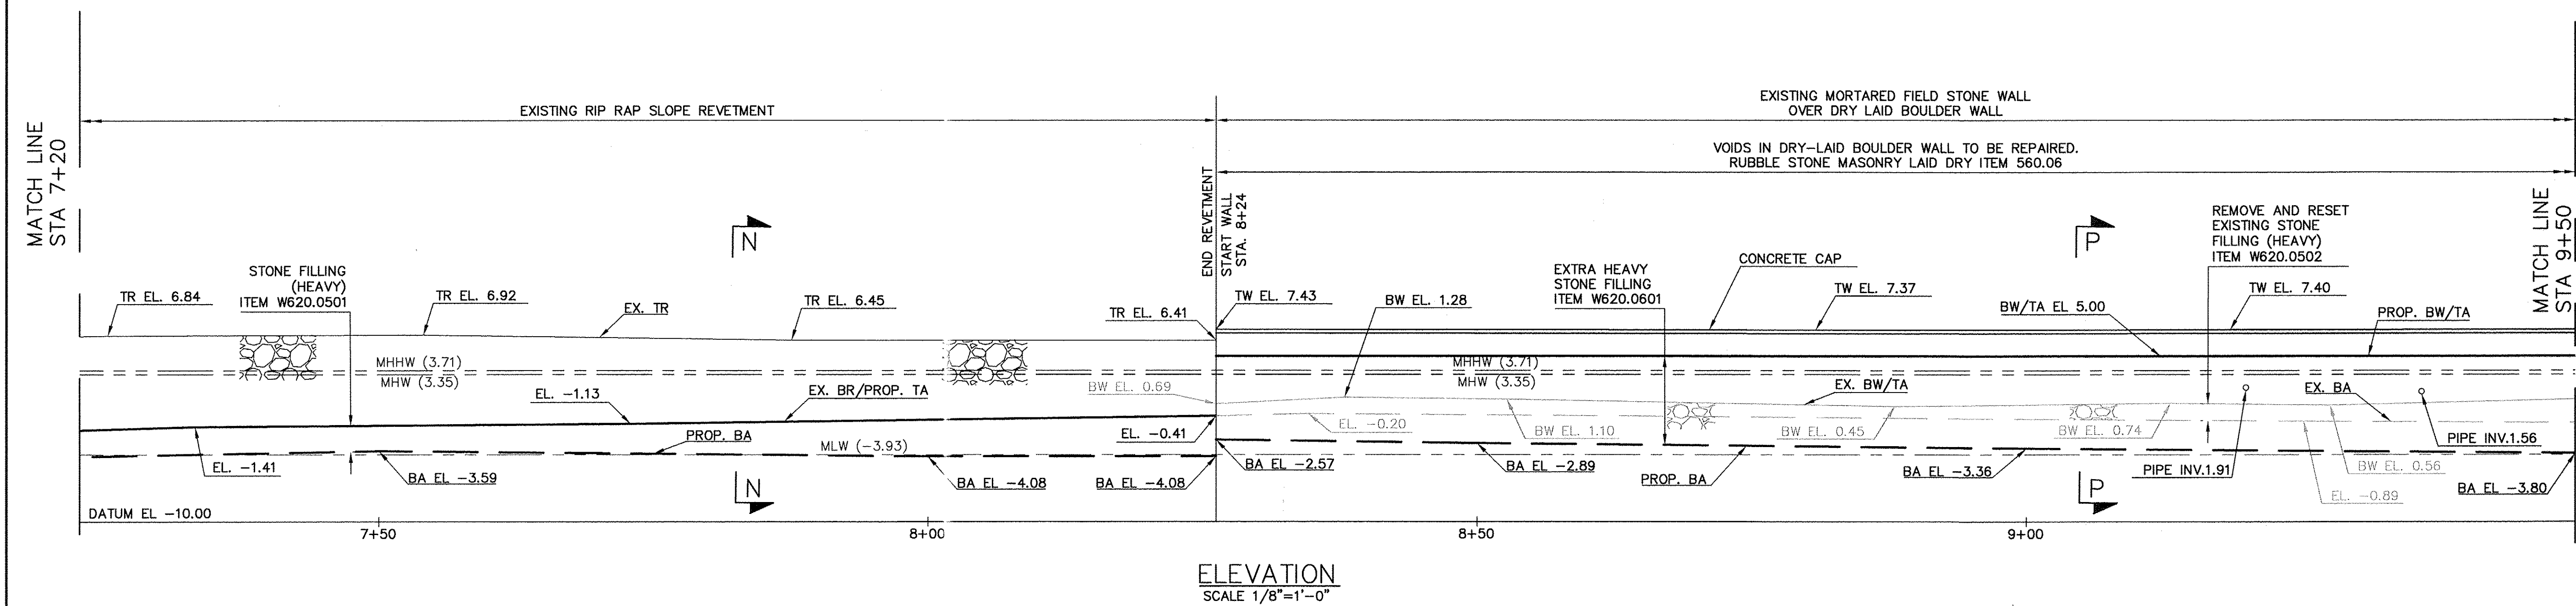 EXISTING RIP RAP SLOPE REVETMENT
EXISTING MORTARED FIELD STONE WALL
OVER DRY LAID BOULDER WALL
VOIDS IN DRY-LAID BOULDER WALL TO BE REPAIRED.
RUBBLE STONE MASONRY LAID DRY ITEM 560.06
MATCH LINE
STA 7+20
END REVETMENT
START WALL
STA. 8+24
MATCH LINE
STA 9+50
N
P
REMOVE AND RESET
EXISTING STONE
FILLING (HEAVY)
ITEM W620.0502
STONE FILLING
(HEAVY)
ITEM W620.0501
EXTRA HEAVY
STONE FILLING
ITEM W620.0601
CONCRETE CAP
TR EL. 6.84
TR EL. 6.92
EX. TR
TR EL. 6.45
TR EL. 6.41
TW EL. 7.43
BW EL. 1.28
TW EL. 7.37
BW/TA EL 5.00
TW EL. 7.40
PROP. BW/TA
MHHW (3.71)
MHW (3.35)
MHHW (3.71)
MHW (3.35)
EL. -1.13
EX. BR/PROP. TA
BW EL. 0.69
EX. BW/TA
EX. BA
EL. -1.41
PROP. BA
MLW (-3.93)
EL. -0.41
EL. -0.20
BW EL. 1.10
BW EL. 0.45
BW EL. 0.74
PIPE INV.1.56
BA EL -3.59
BA EL -4.08
BA EL -4.08
BA EL -2.57
BA EL -2.89
PROP. BA
BA EL -3.36
PIPE INV.1.91
BW EL. 0.56
EL. -0.89
BA EL -3.80
N
P
DATUM EL -10.00
7+50
8+00
8+50
9+00
ELEVATION
SCALE 1/8"=1'-0"